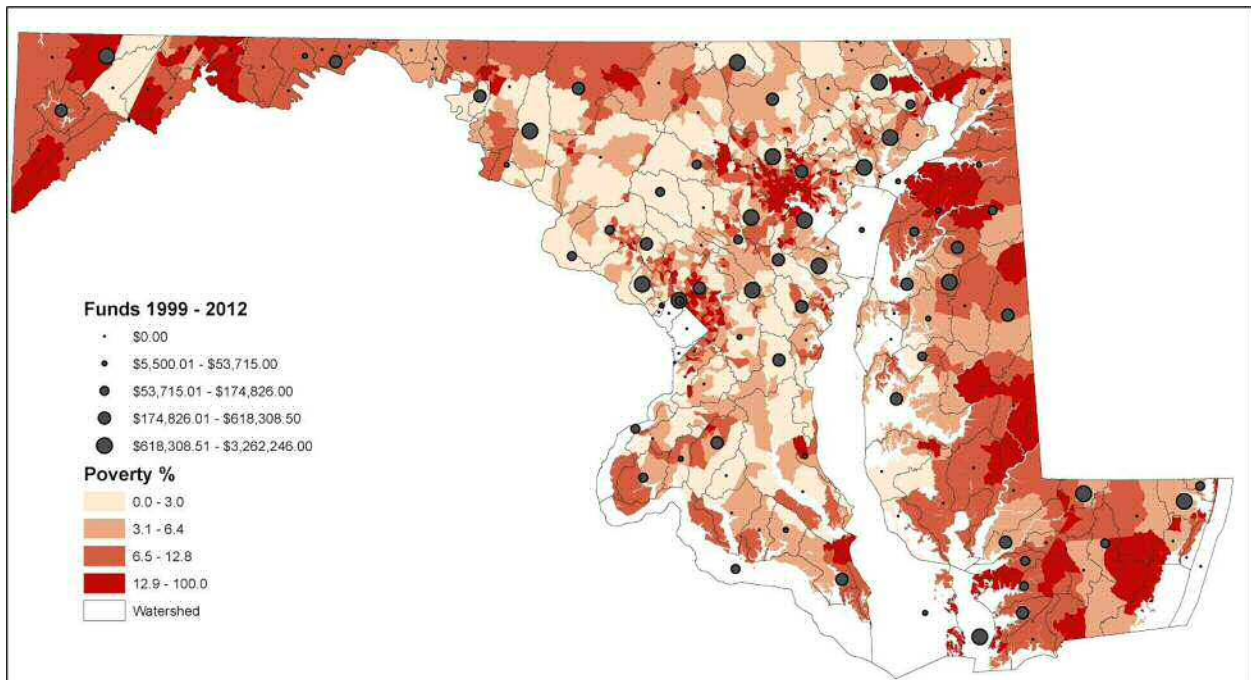 Funds 1999 - 2012
$0.00
$5,500.01 - $53,715.00
$53,715.01 - $174,826.00
$174,826.01 - $618,308.50
$618,308.51 - $3,262,246.00
Poverty %
0.0 - 3.0
3.1 - 6.4
6.5 - 12.8
12.9 - 100.0
Watershed